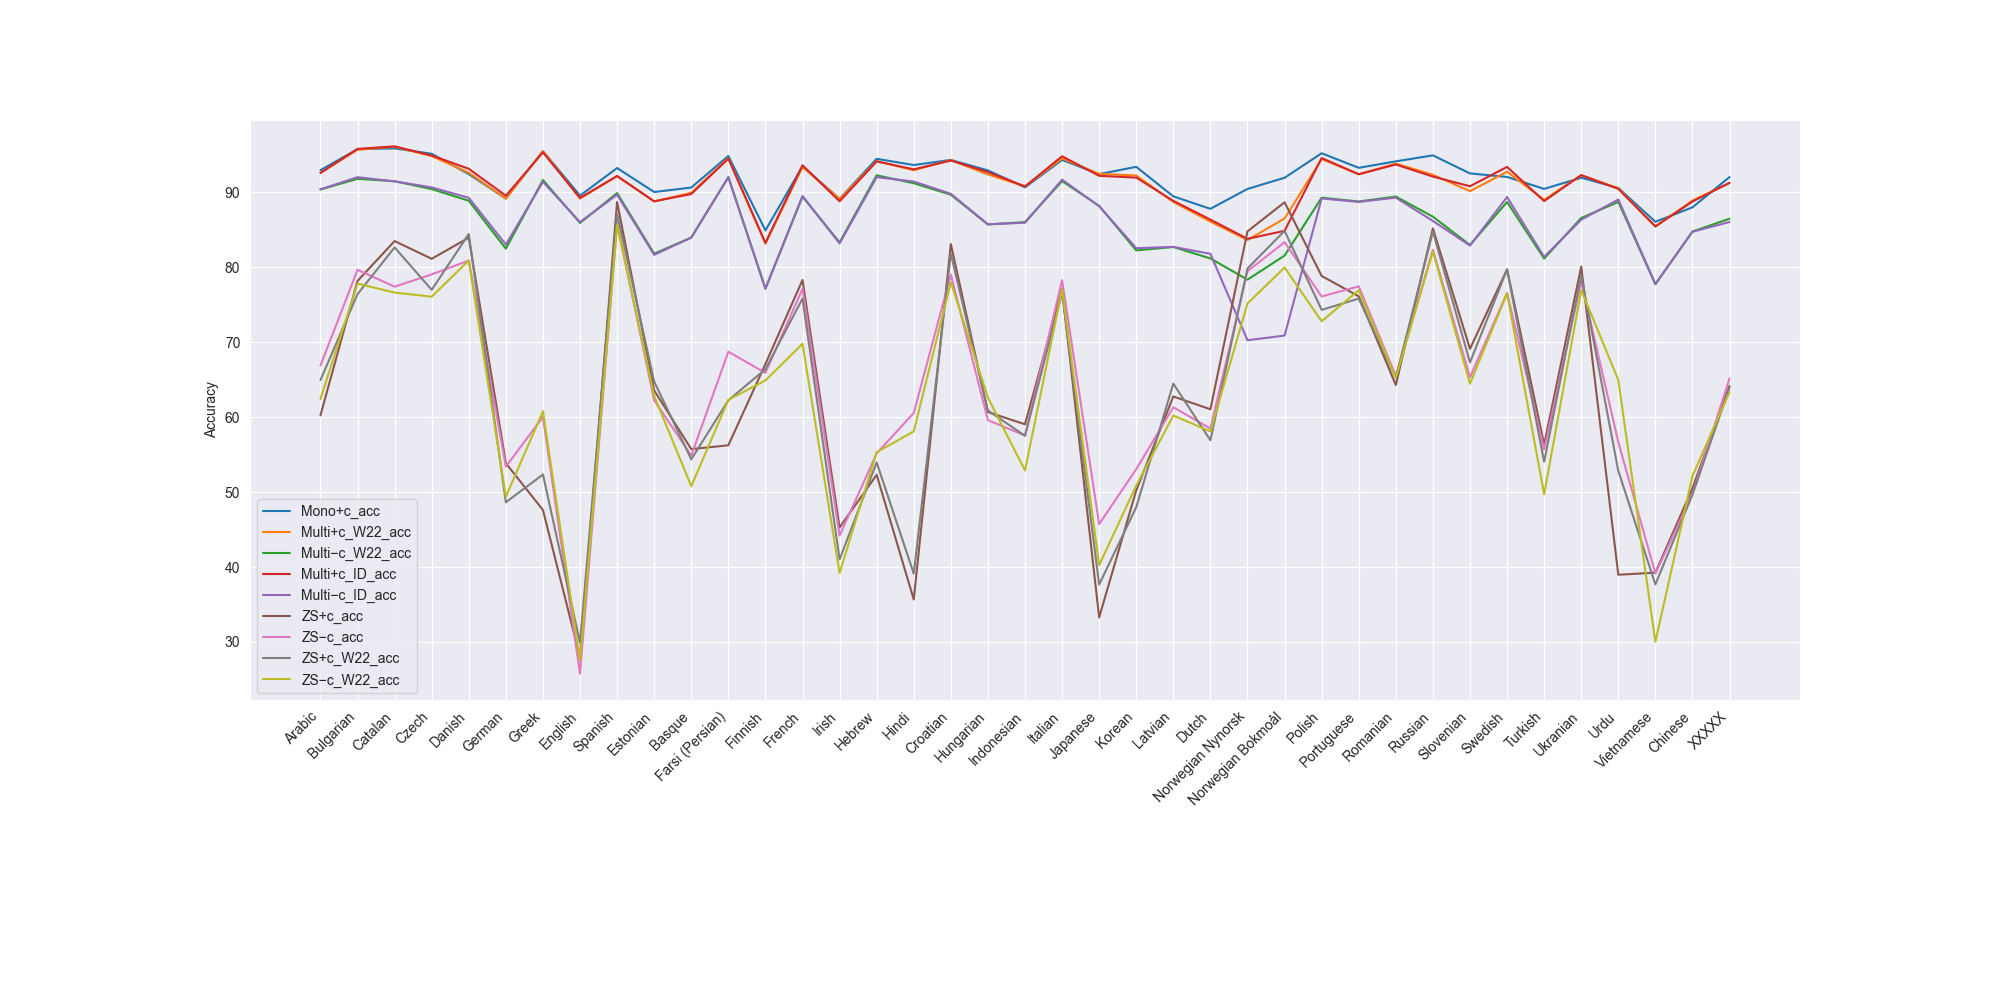 90
80
70
60
50
40
30
Accuracy
Mono+c_acc
Multi+c_W22_acc
Multi−c_W22_acc
Multi+c_ID_acc
Multi−c_ID_acc
ZS+c_acc
ZS−c_acc
ZS+c_W22_acc
ZS−c_W22_acc
Arabic
Bulgarian
Catalan
Czech
Danish
German
Greek
English
Spanish
Estonian
Basque
Farsi (Persian)
Finnish
French
Irish
Hebrew
Hindi
Croatian
Hungarian
Indonesian
Italian
Japanese
Korean
Latvian
Dutch
Norwegian Nynorsk
Norwegian Bokmoål
Polish
Portuguese
Romanian
Russian
Slovenian
Swedish
Turkish
Ukranian
Urdu
Vietnamese
Chinese
XXXXX